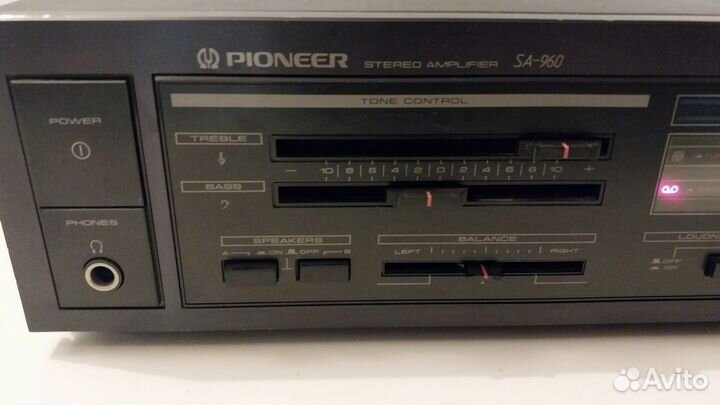 PIONEER STEREO AMPLIFIER SA-960
TONE CONTROL
POWER
TREBLE
– 10 8 6 4 2 0 2 4 6 8 10 +
BASS
PHONES
SPEAKERS
A ON OFF B
BALANCE
LEFT RIGHT
LOUDN
OFF
ON
Avito